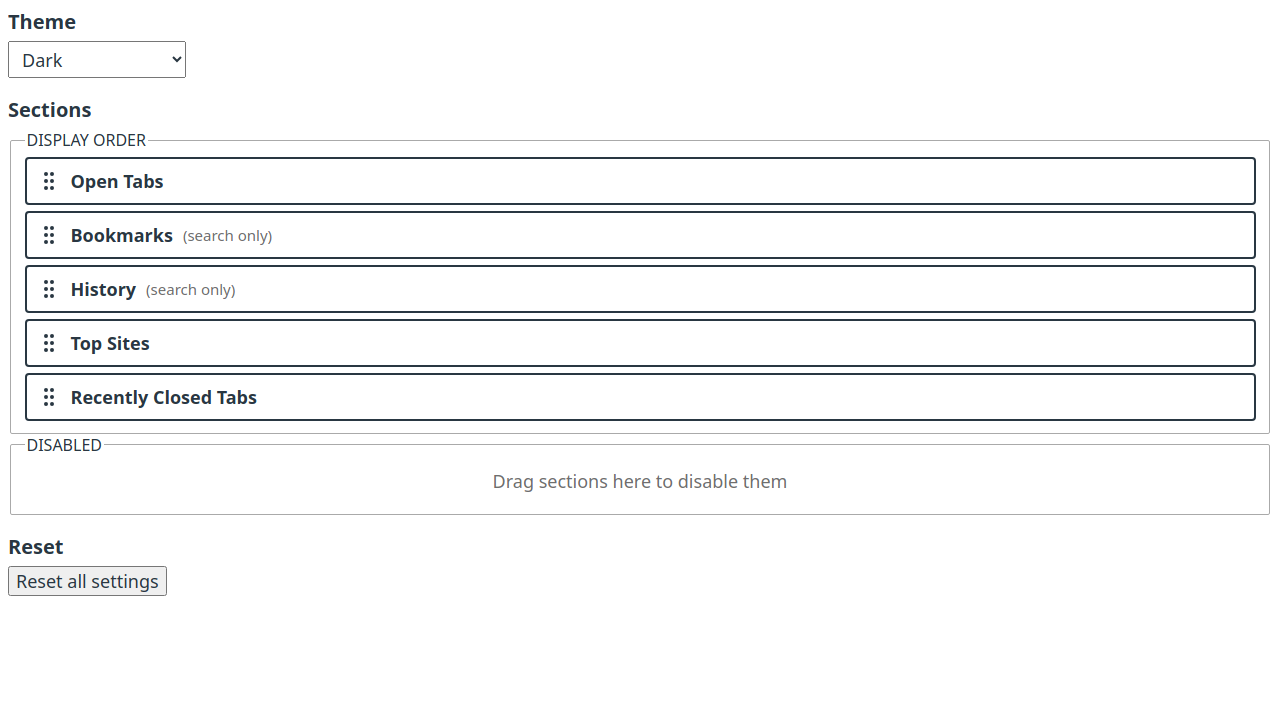 Theme
Dark
Sections
DISPLAY ORDER
Open Tabs
Bookmarks (search only)
History (search only)
Top Sites
Recently Closed Tabs
DISABLED
Drag sections here to disable them
Reset
Reset all settings